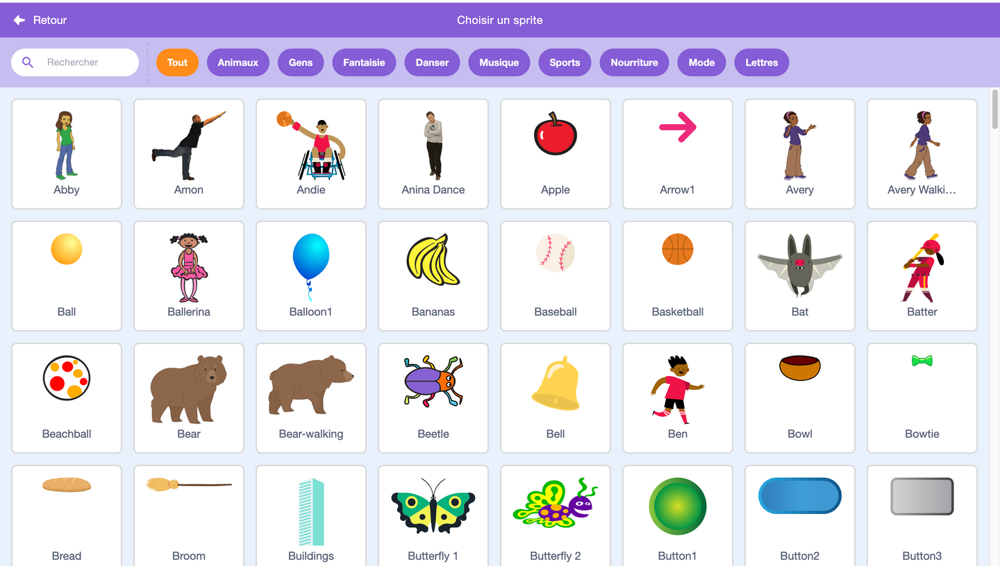 Retour
Choisir un sprite
Rechercher
Tout Animaux Gens Fantaisie Danser Musique Sports Nourriture Mode Lettres
Abby Amon Andie Anina Dance Apple Arrow1 Avery Avery Walki…
Ball Ballerina Balloon1 Bananas Baseball Basketball Bat Batter
Beachball Bear Bear-walking Beetle Bell Ben Bowl Bowtie
Bread Broom Buildings Butterfly 1 Butterfly 2 Button1 Button2 Button3